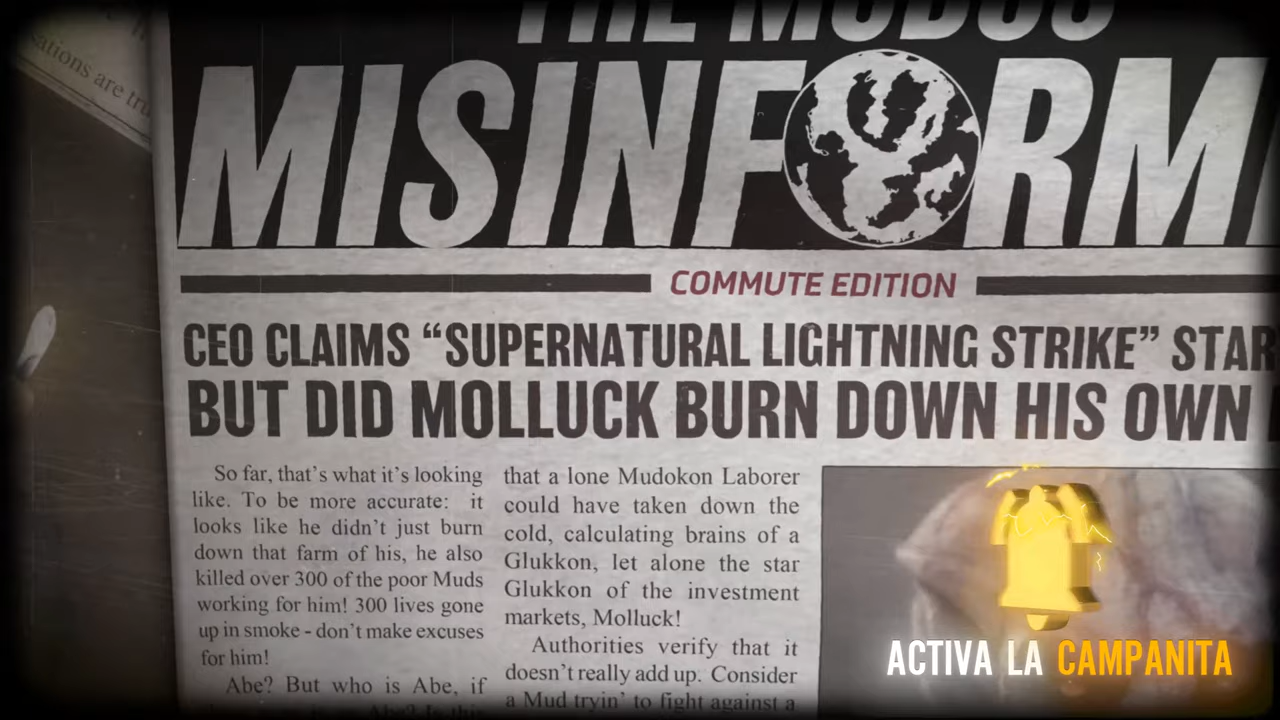 sations are tru
THE MUDOS
MISINFORM
COMMUTE EDITION
CEO CLAIMS “SUPERNATURAL LIGHTNING STRIKE” STAR
BUT DID MOLLUCK BURN DOWN HIS OWN
So far, that’s what it’s looking
like. To be more accurate: it
looks like he didn’t just burn
down that farm of his, he also
killed over 300 of the poor Muds
working for him! 300 lives gone
up in smoke - don’t make excuses
for him!
Abe? But who is Abe, if
that a lone Mudokon Laborer
could have taken down the
cold, calculating brains of a
Glukkon, let alone the star
Glukkon of the investment
markets, Molluck!
Authorities verify that it
doesn’t really add up. Consider
a Mud tryin’ to fight against a
ACTIVA LA CAMPANITA